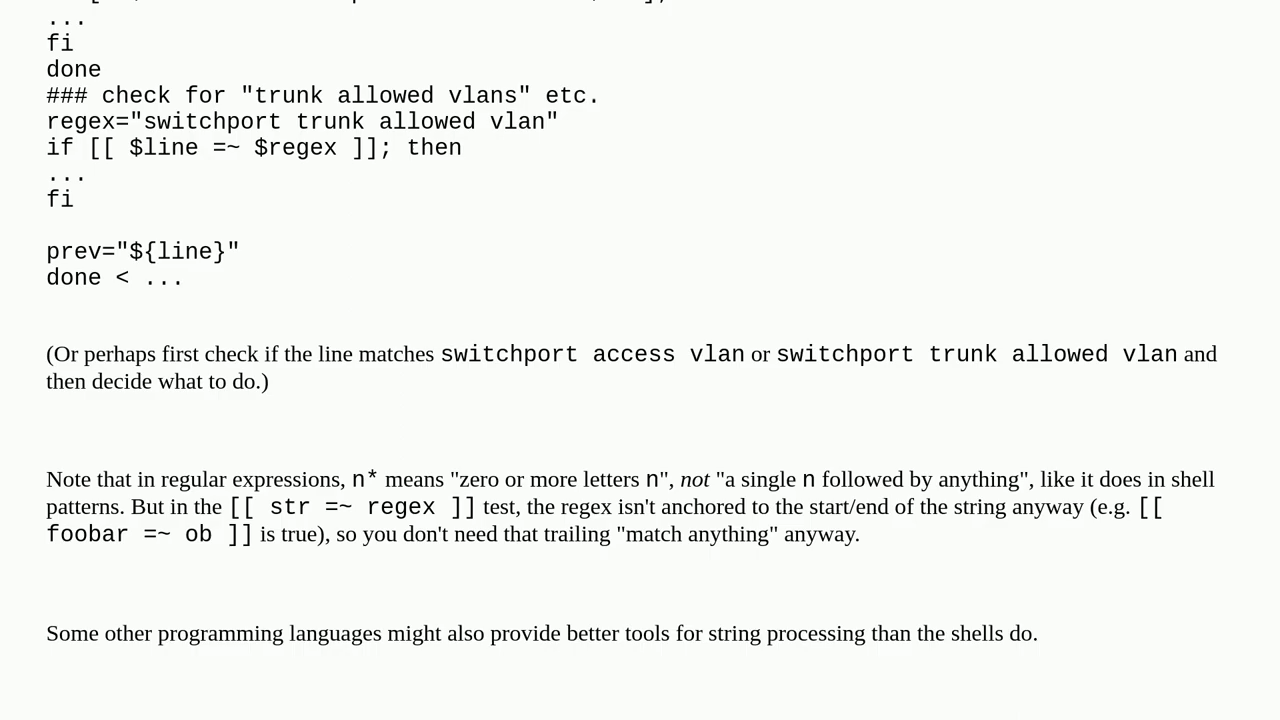 ...
fi
done
### check for "trunk allowed vlans" etc.
regex="switchport trunk allowed vlan"
if [[ $line =~ $regex ]]; then
...
fi
prev="${line}"
done < ...
(Or perhaps first check if the line matches switchport access vlan or switchport trunk allowed vlan and
then decide what to do.)
Note that in regular expressions, n* means "zero or more letters n", not "a single n followed by anything", like it does in shell
patterns. But in the [[ str =~ regex ]] test, the regex isn't anchored to the start/end of the string anyway (e.g. [[
foobar =~ ob ]] is true), so you don't need that trailing "match anything" anyway.
Some other programming languages might also provide better tools for string processing than the shells do.